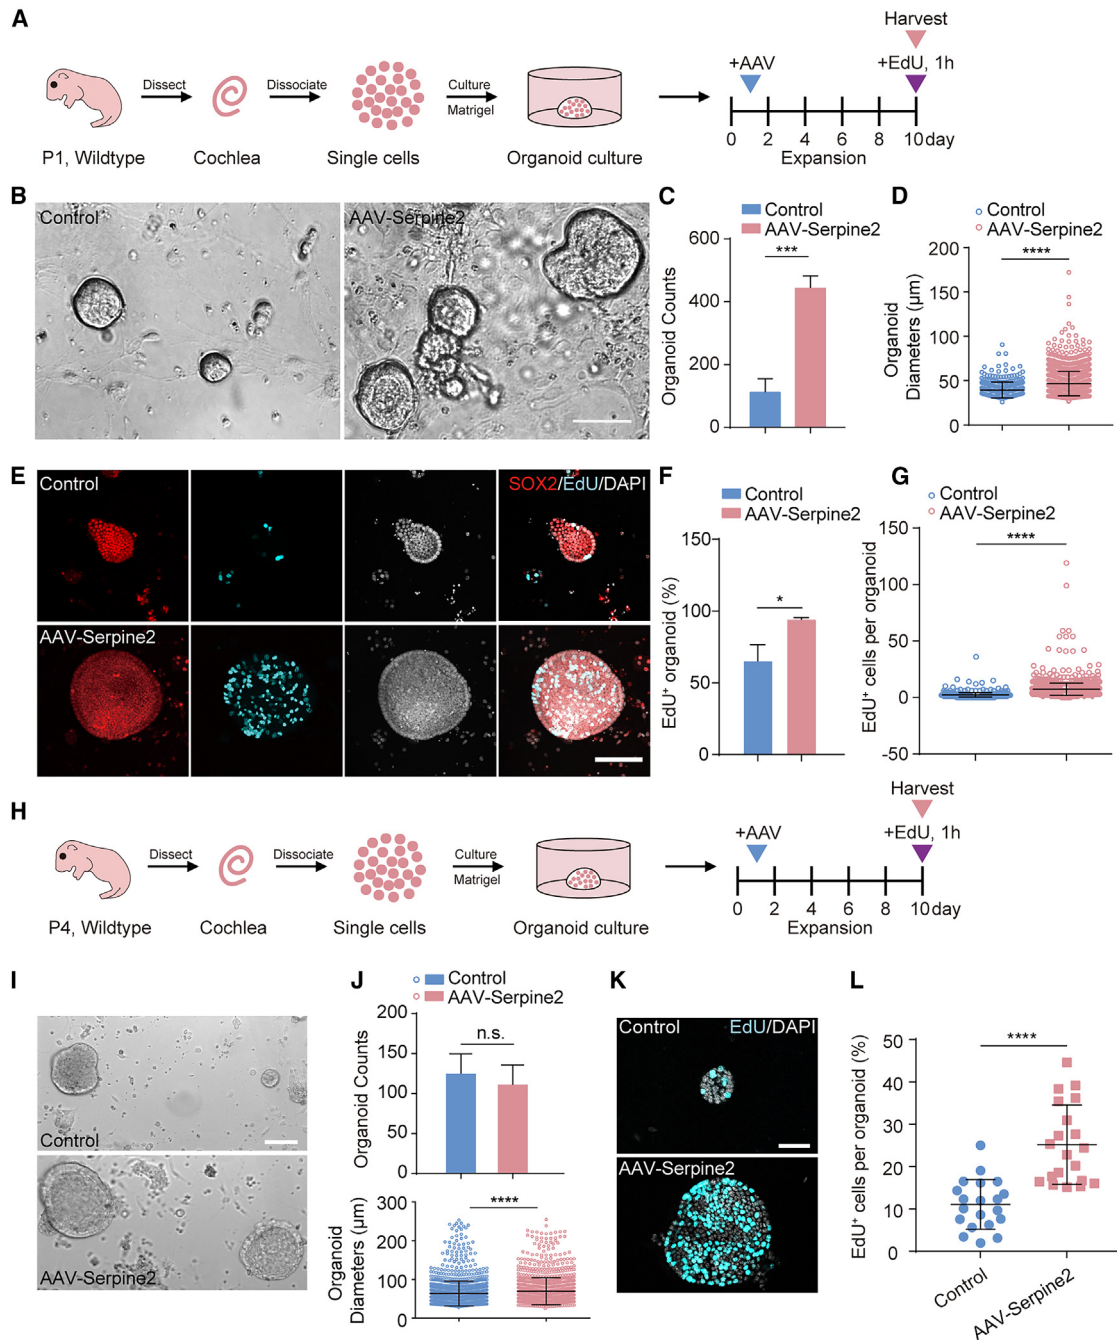 A
Harvest
+AAV
+EdU, 1h
Dissect
Dissociate
Culture
Matrigel
0 2 4 6 8 10 day
Expansion
P1, Wildtype
Cochlea
Single cells
Organoid culture
B
Control
AAV-Serpine2
C
Control
AAV-Serpine2
600
400
200
0
Organoid Counts
***
D
Control
AAV-Serpine2
200
150
100
50
0
Organoid
Diameters (μm)
****
E
Control
SOX2/EdU/DAPI
AAV-Serpine2
F
Control
AAV-Serpine2
150
100
50
0
EdU⁺ organoid (%)
*
G
Control
AAV-Serpine2
150
100
50
0
-50
EdU⁺ cells per organoid
****
H
Harvest
+AAV
+EdU, 1h
Dissect
Dissociate
Culture
Matrigel
0 2 4 6 8 10 day
Expansion
P4, Wildtype
Cochlea
Single cells
Organoid culture
I
Control
AAV-Serpine2
J
Control
AAV-Serpine2
200
150
100
50
0
Organoid Counts
n.s.
300
200
100
0
Organoid
Diameters (μm)
****
K
Control
EdU/DAPI
AAV-Serpine2
L
50
40
30
20
10
0
EdU⁺ cells per organoid (%)
****
Control
AAV-Serpine2